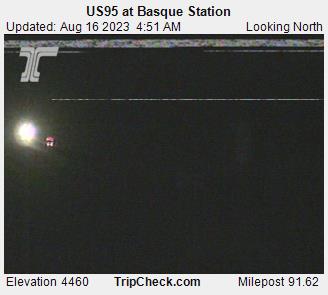 US95 at Basque Station
Updated: Aug 16 2023 4:51 AM Looking North
Elevation 4460 TripCheck.com Milepost 91.62